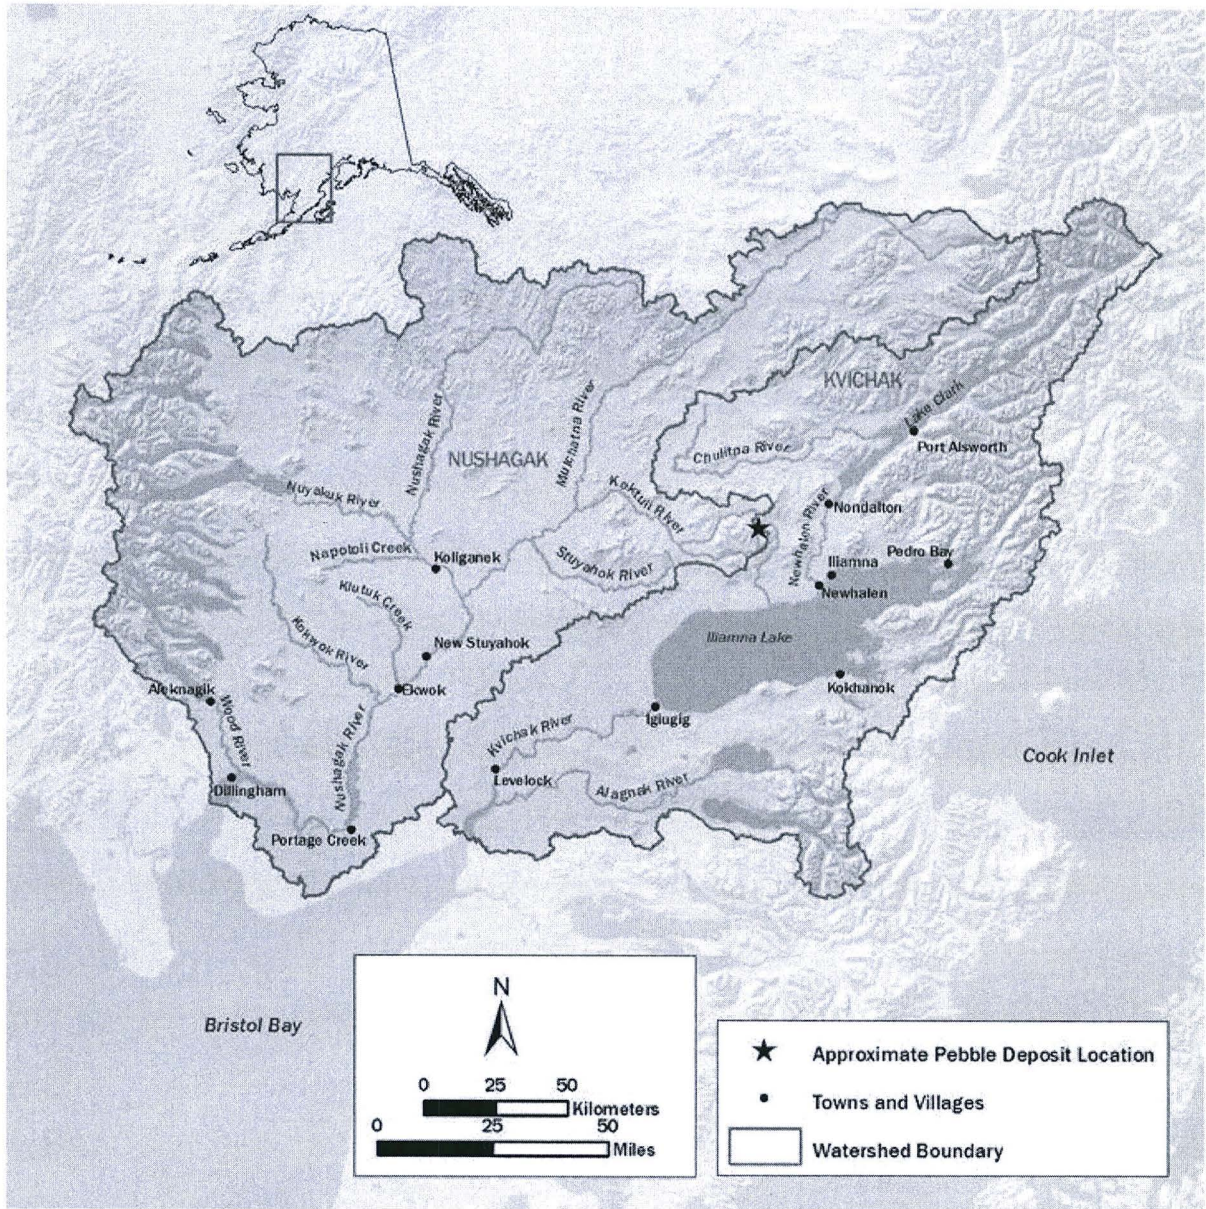 KVICHAK
Lake Clark
Port Alsworth
Chulitna River
Nushagak River
Mulchatna River
NUSHAGAK
Nuyakuk River
Koktuli River
Newhalen River
Nondalton
Napotoli Creek
Koliganek
Stuyahok River
Pedro Bay
Iliamna
Newhalen
Klutuk Creek
Kokwok River
Iliamna Lake
New Stuyahok
Ekwok
Kokhanok
Aleknagik
Wood River
Igiugig
Kvichak River
Nushagak River
Cook Inlet
Levelock
Alagnak River
Dillingham
Portage Creek
Bristol Bay
N
0 25 50
Kilometers
0 25 50
Miles
Approximate Pebble Deposit Location
Towns and Villages
Watershed Boundary